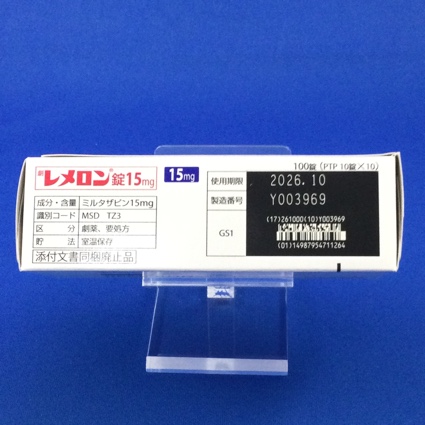 劇 レメロン®錠15mg 15mg
100錠 (PTP 10錠×10)
成分・含量 ミルタザピン15mg
識別コード MSD TZ3
区分 劇薬、要処方
貯法 室温保存
添付文書同梱廃止品
使用期限 2026.10
製造番号 Y003969
GS1
(17)261000(10)Y003969
(01)14987954711264